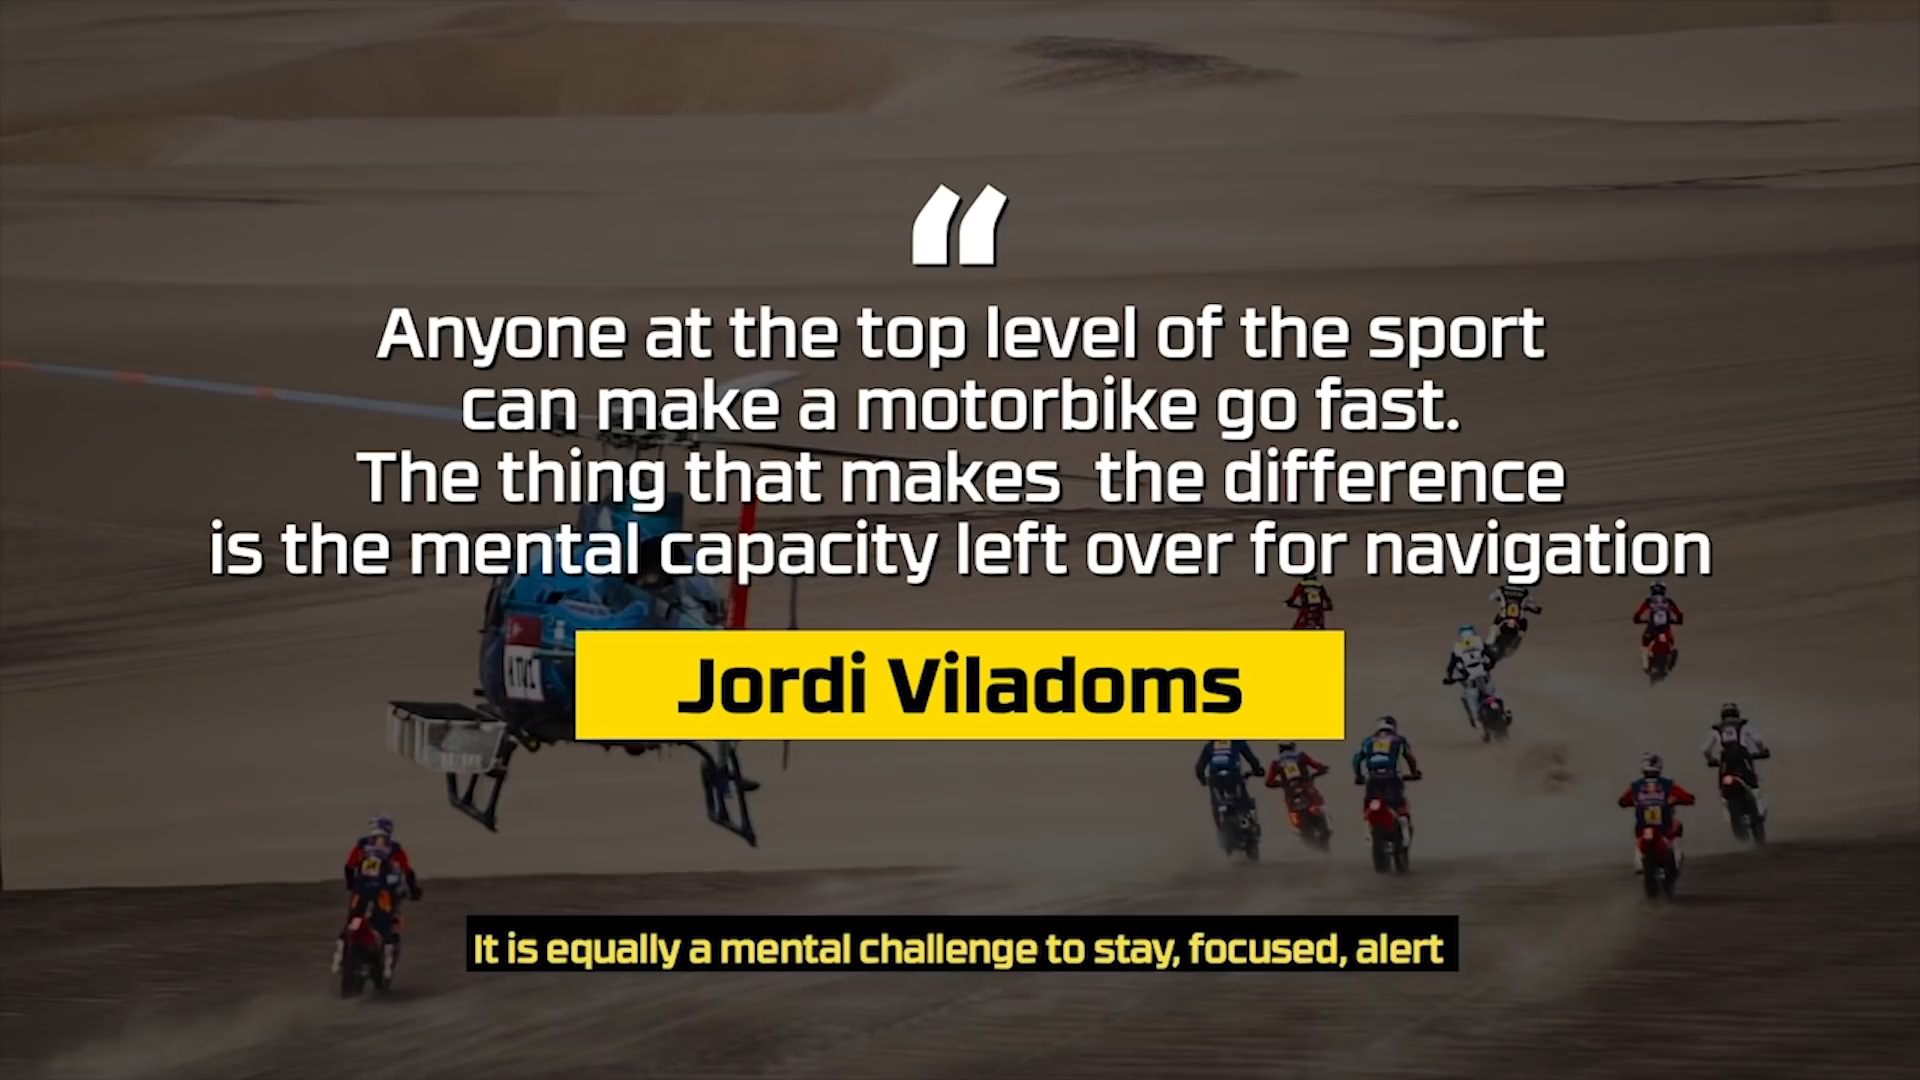 “
Anyone at the top level of the sport
can make a motorbike go fast.
The thing that makes  the difference
is the mental capacity left over for navigation
Jordi Viladoms
It is equally a mental challenge to stay, focused, alert